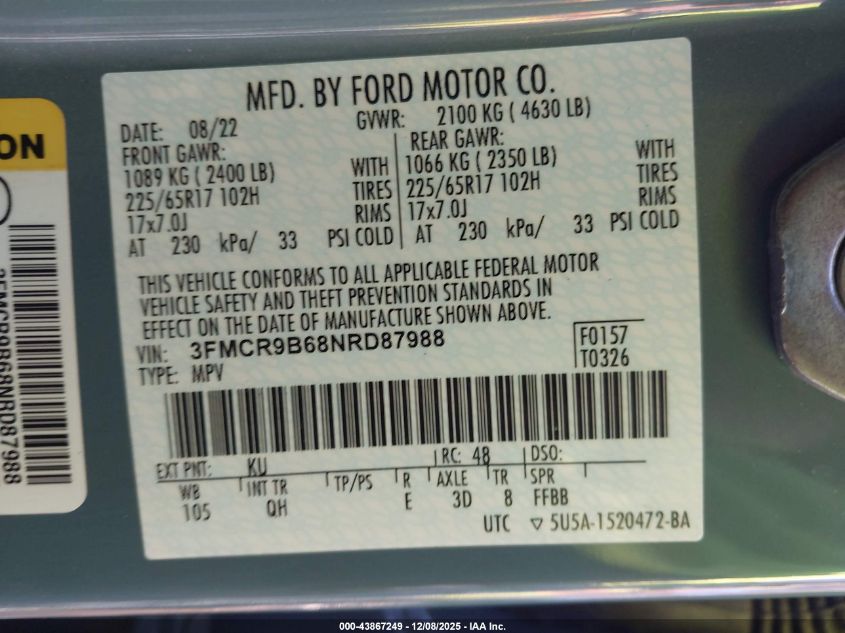 MFD. BY FORD MOTOR CO.
DATE: 08/22 GVWR: 2100 KG ( 4630 LB)
FRONT GAWR: REAR GAWR:
1089 KG ( 2400 LB) WITH 1066 KG ( 2350 LB) WITH
225/65R17 102H TIRES 225/65R17 102H TIRES
17x7.0J RIMS 17x7.0J RIMS
AT 230 kPa/ 33 PSI COLD AT 230 kPa/ 33 PSI COLD
THIS VEHICLE CONFORMS TO ALL APPLICABLE FEDERAL MOTOR
VEHICLE SAFETY AND THEFT PREVENTION STANDARDS IN
EFFECT ON THE DATE OF MANUFACTURE SHOWN ABOVE.
VIN: 3FMCR9B68NRD87988 F0157
TYPE: MPV T0326
EXT PNT: KU RC: 48 DSO:
WB INT TR TP/PS R AXLE TR SPR
105 QH E 3D 8 FFBB
UTC ▽ 5U5A-1520472-BA
ON
3FMCR9B68NRD87988
000-43867249 - 12/08/2025 - IAA Inc.